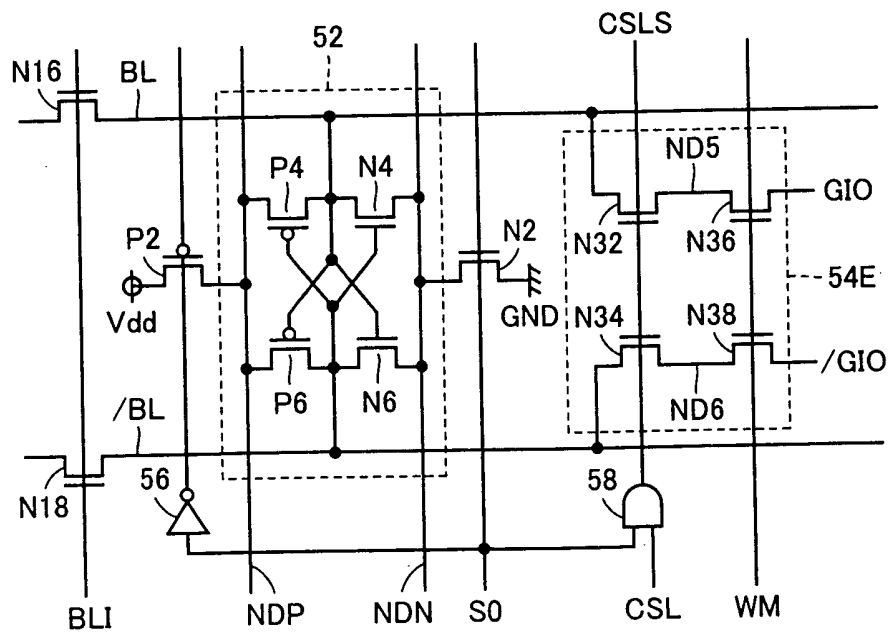 CSLS
52
N16
BL
ND5
P4
N4
GIO
P2
N2
N32
N36
54E
Vdd
GND
N34
N38
P6
N6
/GIO
ND6
/BL
N18
56
58
BLI
NDP
NDN
S0
CSL
WM